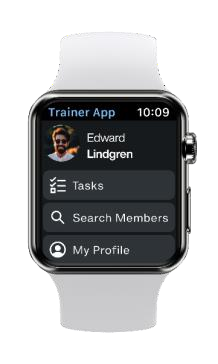 Trainer App 10:09
Edward
Lindgren
Tasks
Search Members
My Profile